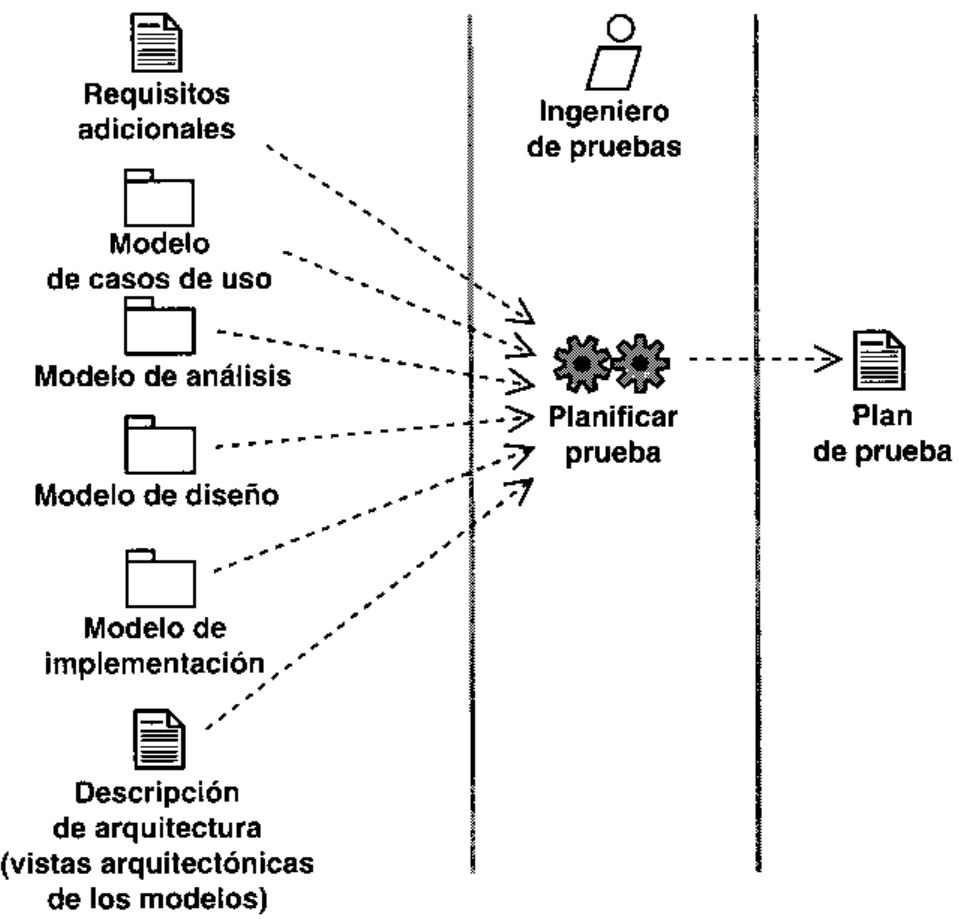 Requisitos
adicionales
Modelo
de casos de uso
Modelo de análisis
Modelo de diseño
Modelo de
implementación
Descripción
de arquitectura
(vistas arquitectónicas
de los modelos)
Ingeniero
de pruebas
Planificar
prueba
Plan
de prueba